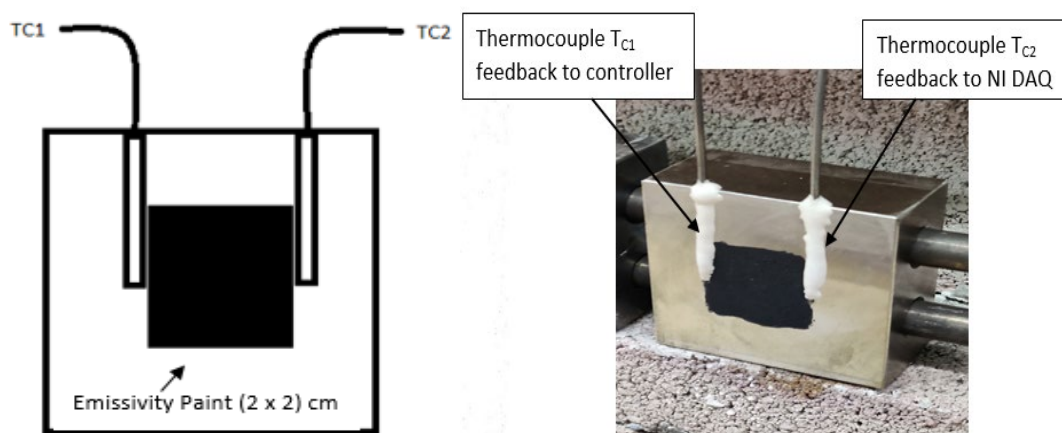 TC1
TC2
Emissivity Paint (2 x 2) cm
Thermocouple TC1
feedback to controller
Thermocouple TC2
feedback to NI DAQ